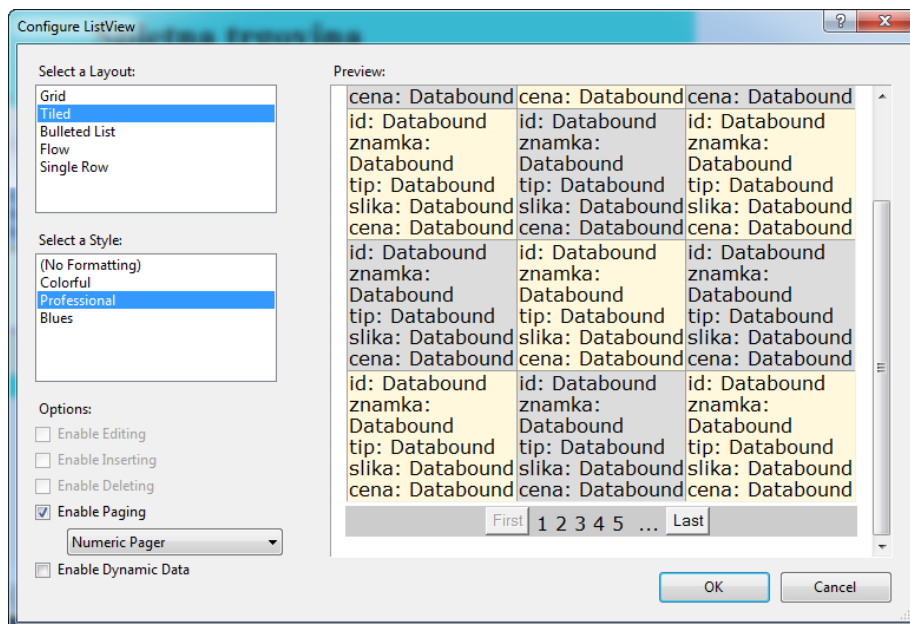 Configure ListView
Spletna trgovina
Select a Layout:
Grid
Tiled
Bulleted List
Flow
Single Row
Select a Style:
(No Formatting)
Colorful
Professional
Blues
Options:
Enable Editing
Enable Inserting
Enable Deleting
Enable Paging
Numeric Pager
Enable Dynamic Data
Preview:
cena: Databound cena: Databound cena: Databound
id: Databound id: Databound id: Databound
znamka: znamka: znamka:
Databound Databound Databound
tip: Databound tip: Databound tip: Databound
slika: Databound slika: Databound slika: Databound
cena: Databound cena: Databound cena: Databound
id: Databound id: Databound id: Databound
znamka: znamka: znamka:
Databound Databound Databound
tip: Databound tip: Databound tip: Databound
slika: Databound slika: Databound slika: Databound
cena: Databound cena: Databound cena: Databound
id: Databound id: Databound id: Databound
znamka: znamka: znamka:
Databound Databound Databound
tip: Databound tip: Databound tip: Databound
slika: Databound slika: Databound slika: Databound
cena: Databound cena: Databound cena: Databound
First 1 2 3 4 5 ... Last
OK Cancel